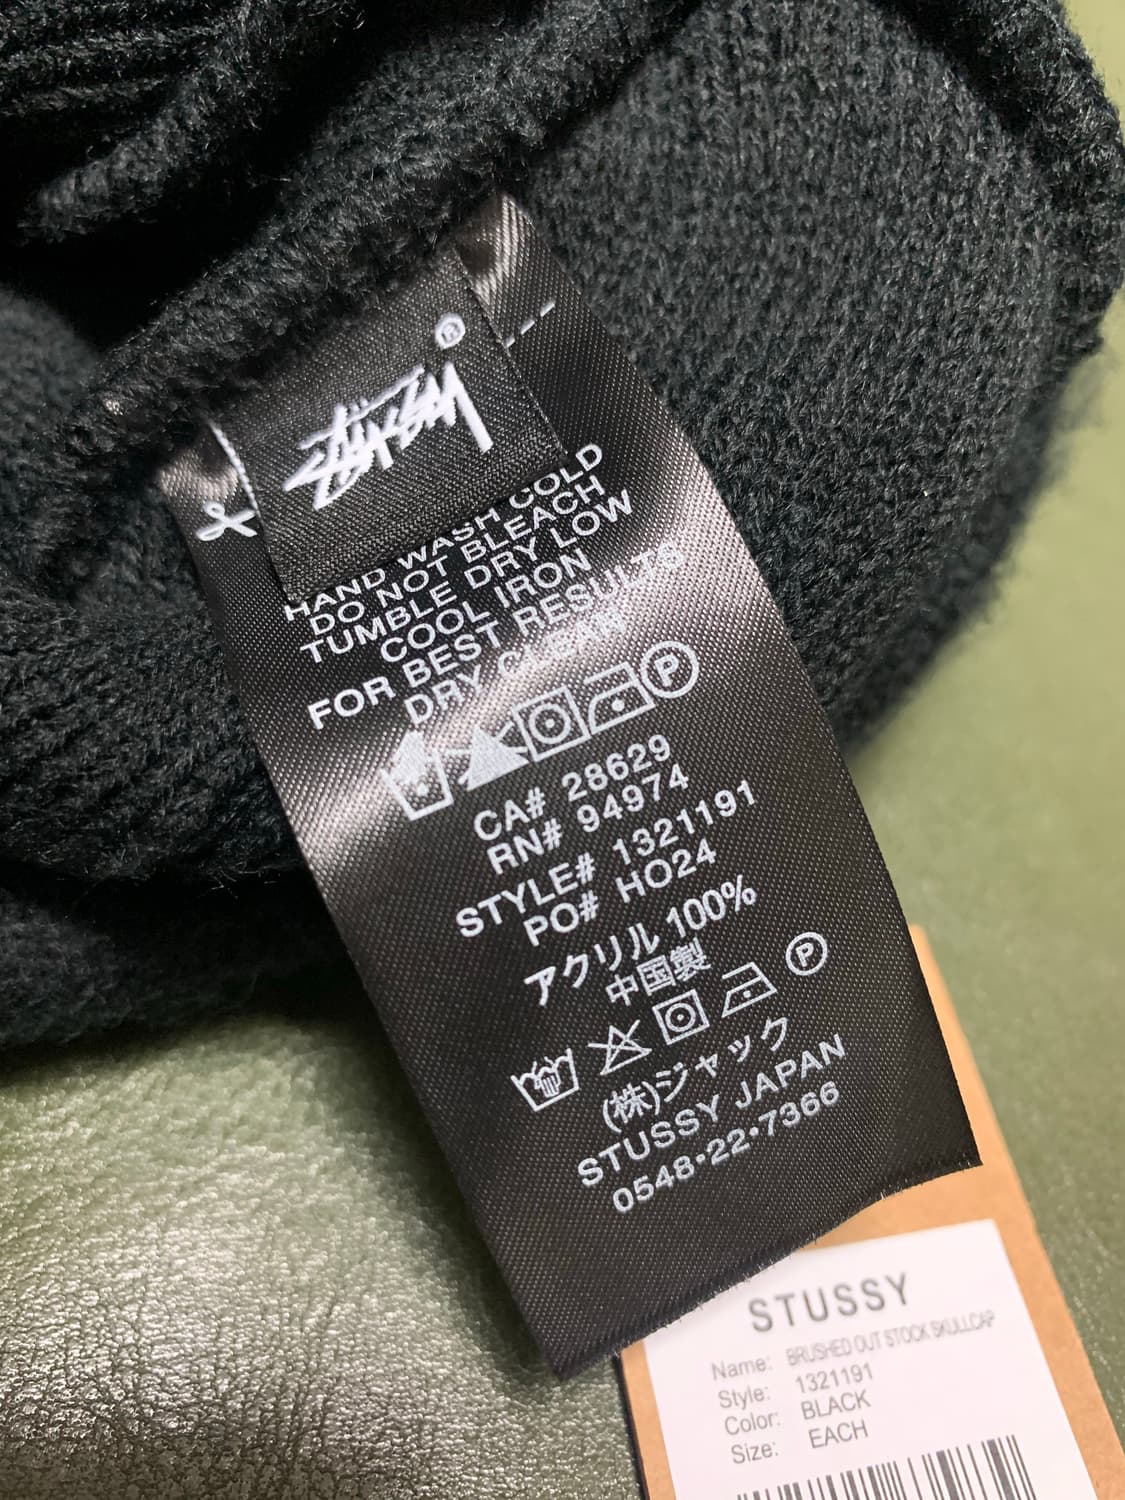 Stüssy ®
HAND WASH COLD
DO NOT BLEACH
TUMBLE DRY LOW
COOL IRON
FOR BEST RESULTS
DRY CLEAN
P
CA# 28629
RN# 94974
STYLE# 1321191
PO# HO24
アクリル 100%
中国製
P
(株)ジャック
STUSSY JAPAN
0548•22•7366
STUSSY
Name: BRUSHED OUT STOCK SKULLCAP
Style: 1321191
Color: BLACK
Size: EACH